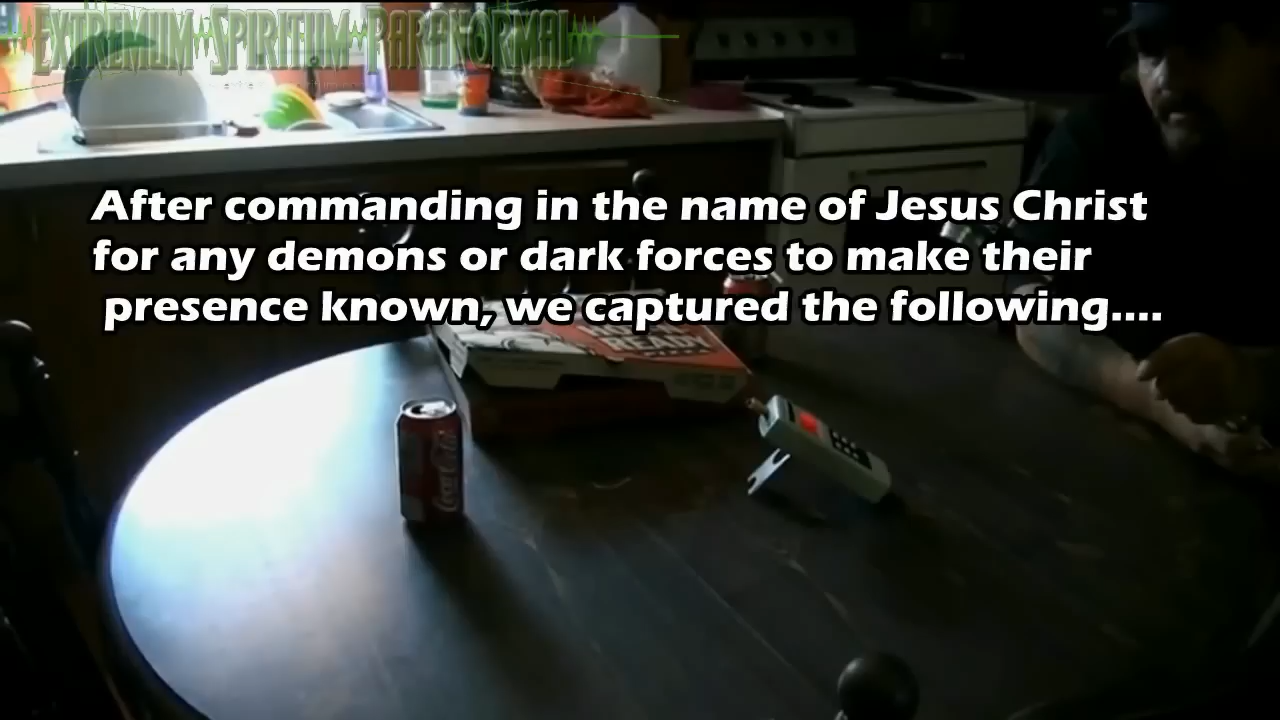 EXTREMUM SPIRITUM PARANORMAL
After commanding in the name of Jesus Christ
for any demons or dark forces to make their
presence known, we captured the following....
READY
Coca-Cola